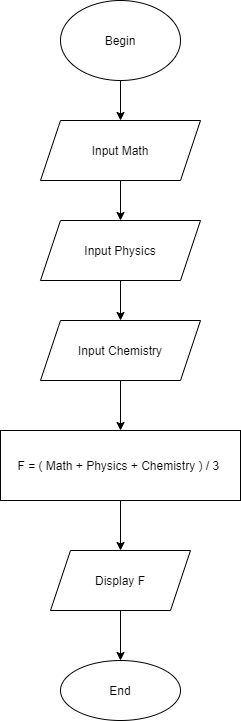 Begin
Input Math
Input Physics
Input Chemistry
F = ( Math + Physics + Chemistry ) / 3
Display F
End